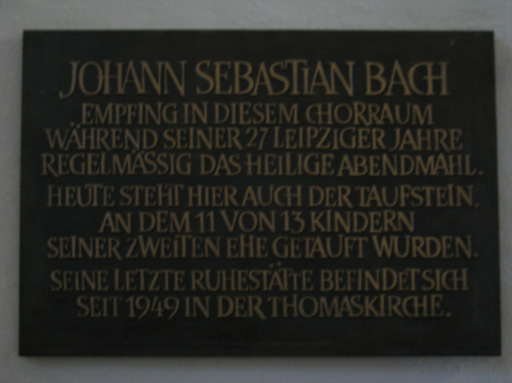 JOHANN SEBASTIAN BACH
EMPFING IN DIESEM CHORRAUM
WÄHREND SEINER 27 LEIPZIGER JAHRE
REGELMÄSSIG DAS HEILIGE ABENDMAHL.
HEUTE STEHT HIER AUCH DER TAUFSTEIN,
AN DEM 11 VON 13 KINDERN
SEINER ZWEITEN EHE GETAUFT WURDEN.
SEINE LETZTE RUHESTÄTTE BEFINDET SICH
SEIT 1949 IN DER THOMASKIRCHE.